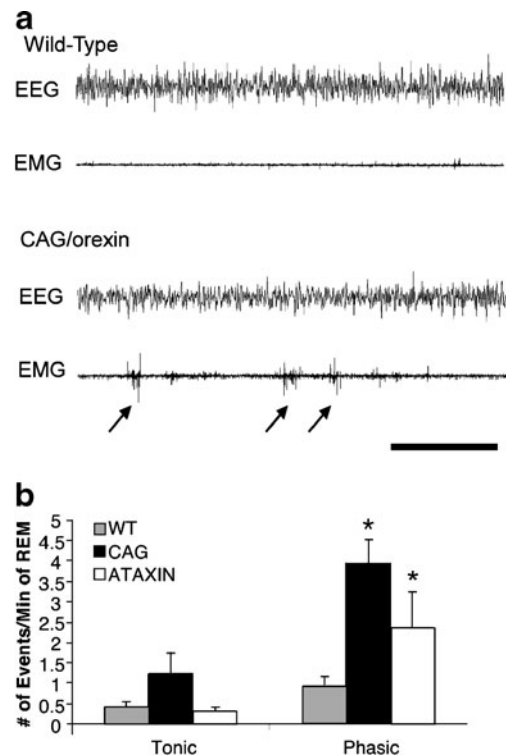 a
Wild-Type
EEG
EMG
CAG/orexin
EEG
EMG
b
# of Events/Min of REM
5
4.5
4
3.5
3
2.5
2
1.5
1
0.5
0
WT
CAG
ATAXIN
*
*
Tonic
Phasic